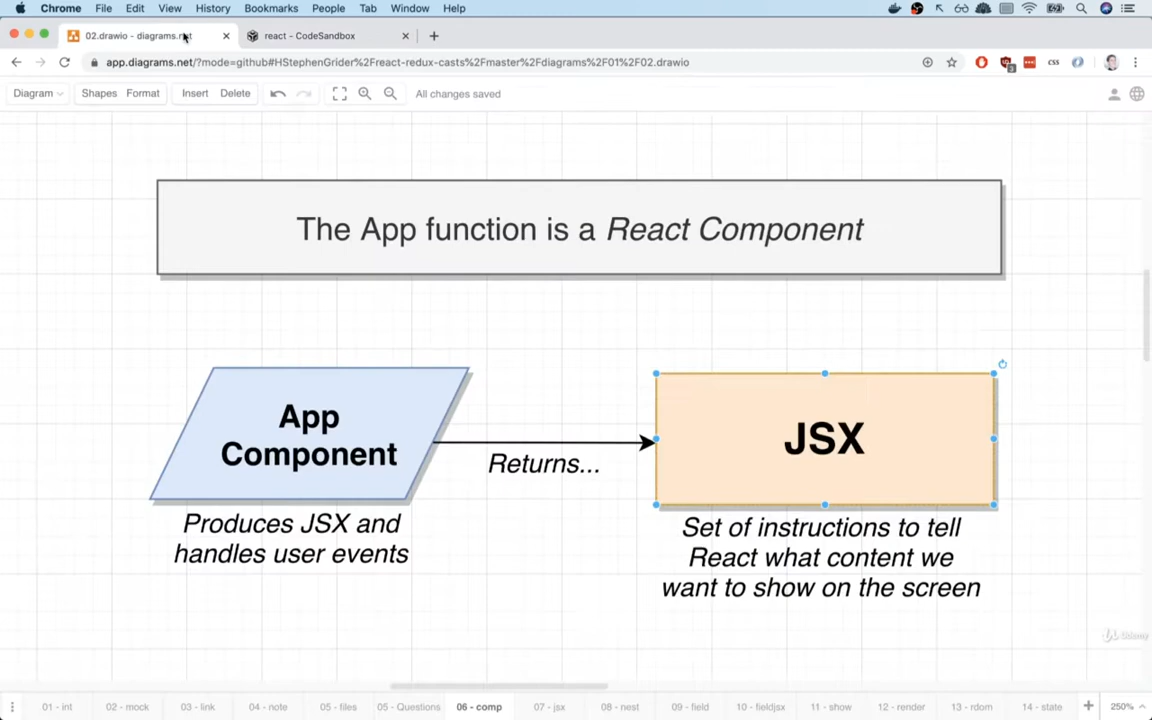 Chrome File Edit View History Bookmarks People Tab Window Help
02.drawio - diagrams.net
react - CodeSandbox
app.diagrams.net/?mode=github#HStephenGrider%2Freact-redux-casts%2Fmaster%2Fdiagrams%2F01%2F02.drawio
css
3
Diagram Shapes Format Insert Delete All changes saved
The App function is a React Component
App
Component
Returns...
JSX
Produces JSX and
handles user events
Set of instructions to tell
React what content we
want to show on the screen
Udemy
01 - int 02 - mock 03 - link 04 - note 05 - files 05 - Questions 06 - comp 07 - jsx 08 - nest 09 - field 10 - fieldjsx 11 - show 12 - render 13 - rdom 14 - state 250%